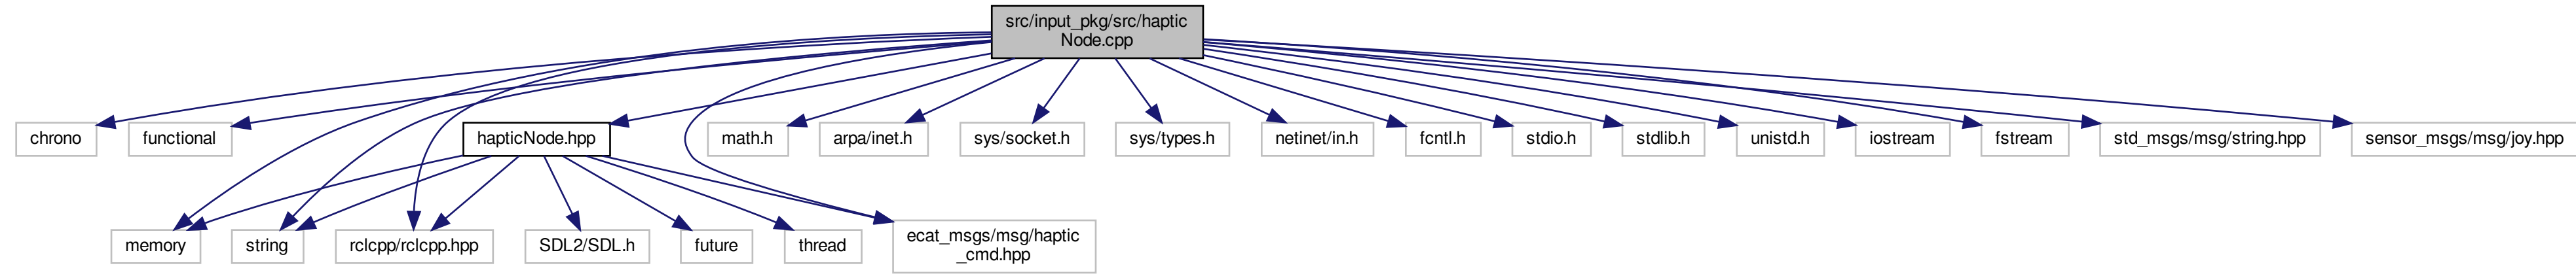 src/input_pkg/src/haptic
Node.cpp
chrono
functional
hapticNode.hpp
math.h
arpa/inet.h
sys/socket.h
sys/types.h
netinet/in.h
fcntl.h
stdio.h
stdlib.h
unistd.h
iostream
fstream
std_msgs/msg/string.hpp
sensor_msgs/msg/joy.hpp
memory
string
rclcpp/rclcpp.hpp
SDL2/SDL.h
future
thread
ecat_msgs/msg/haptic
_cmd.hpp